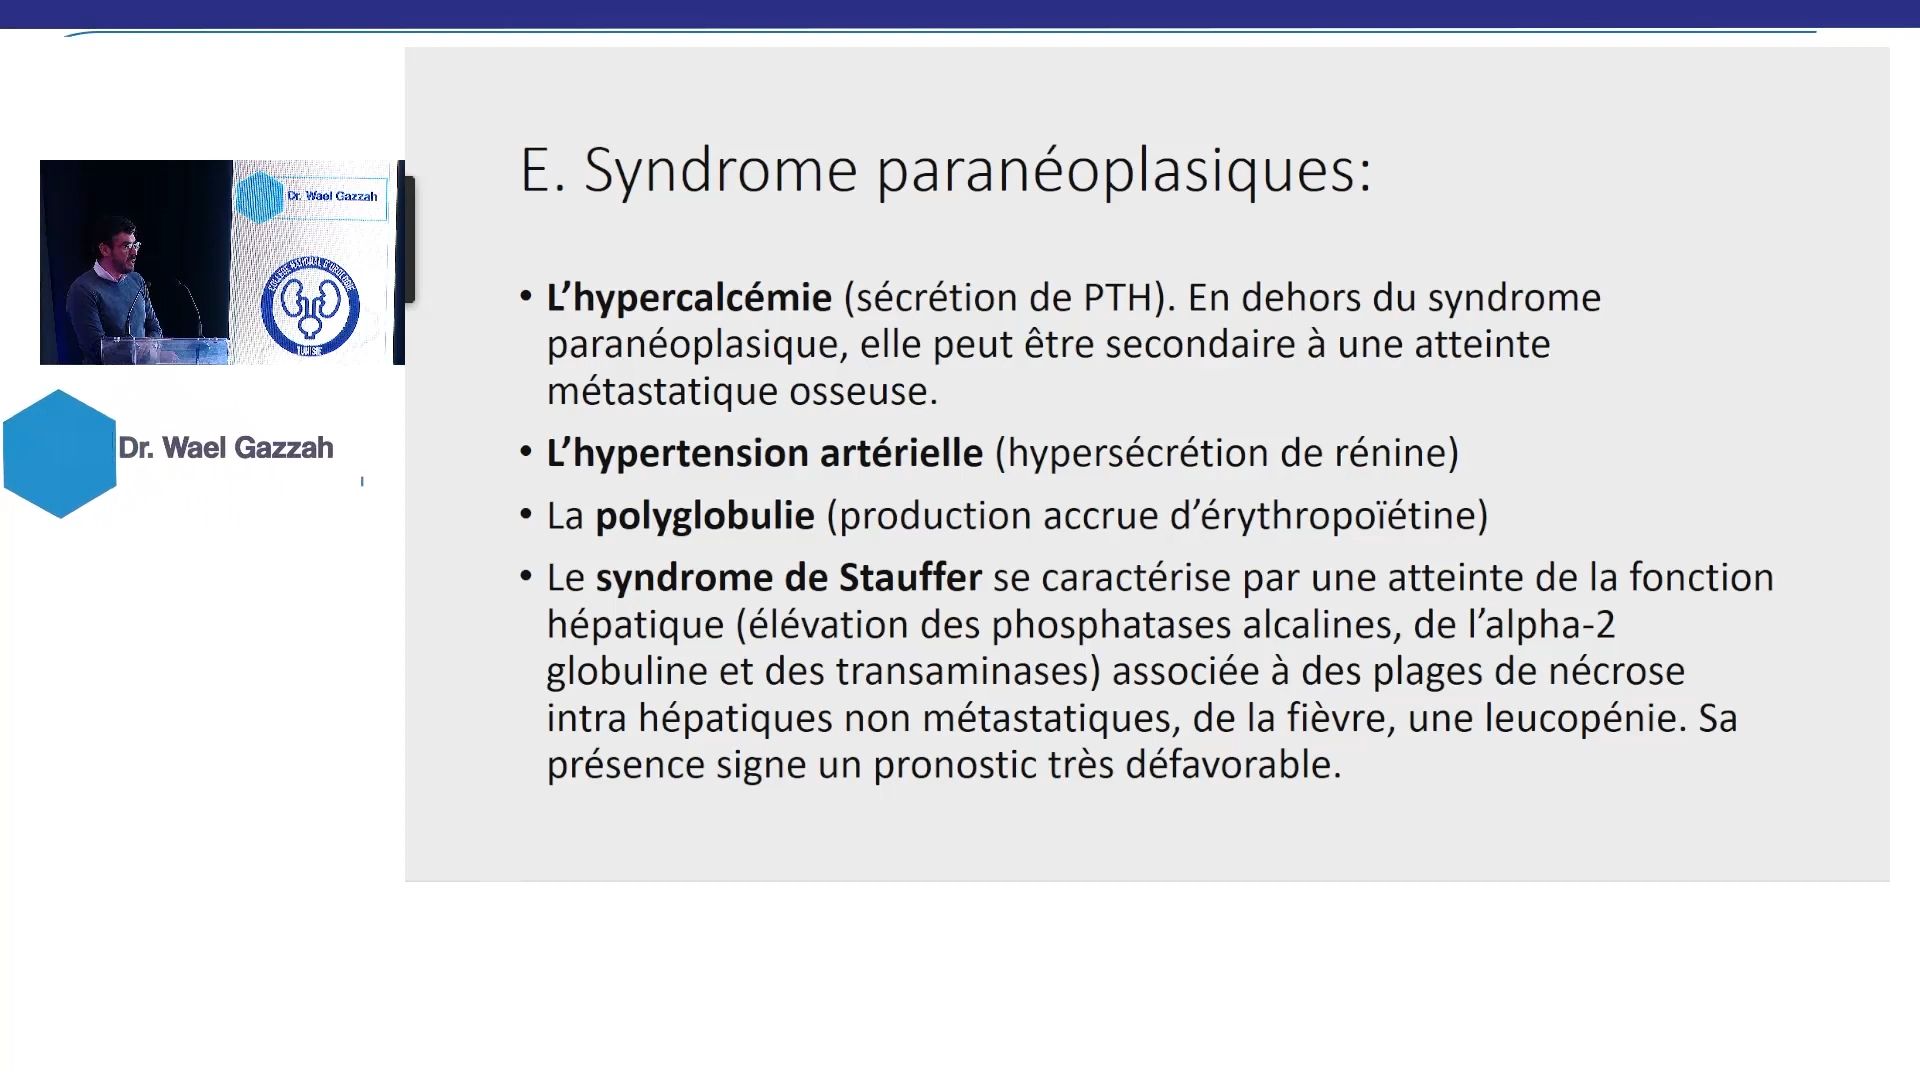 E. Syndrome paranéoplasiques:
Dr. Wael Gazzah
COLLEGE NATIONAL D'UROLOGIE
TUNISIE
Dr. Wael Gazzah
• L’hypercalcémie (sécrétion de PTH). En dehors du syndrome
paranéoplasique, elle peut être secondaire à une atteinte
métastatique osseuse.
• L’hypertension artérielle (hypersécrétion de rénine)
• La polyglobulie (production accrue d’érythropoïétine)
• Le syndrome de Stauffer se caractérise par une atteinte de la fonction
hépatique (élévation des phosphatases alcalines, de l’alpha-2
globuline et des transaminases) associée à des plages de nécrose
intra hépatiques non métastatiques, de la fièvre, une leucopénie. Sa
présence signe un pronostic très défavorable.